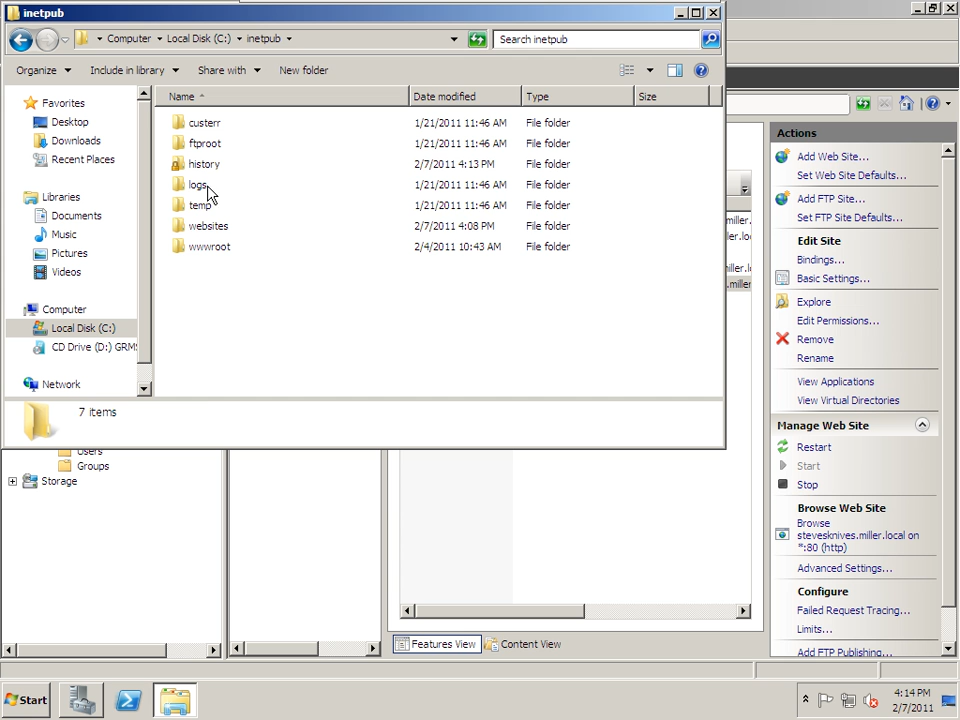 inetpub
Computer Local Disk (C:) inetpub
Search inetpub
Organize Include in library Share with New folder
Name Date modified Type Size
Favorites
Desktop
Downloads
Recent Places
Libraries
Documents
Music
Pictures
Videos
Computer
Local Disk (C:)
CD Drive (D:) GRMS
Network
custerr 1/21/2011 11:46 AM File folder
ftproot 1/21/2011 11:46 AM File folder
history 2/7/2011 4:13 PM File folder
logs 1/21/2011 11:46 AM File folder
temp 1/21/2011 11:46 AM File folder
websites 2/7/2011 4:08 PM File folder
wwwroot 2/4/2011 10:43 AM File folder
7 items
Users
Groups
Storage
miller.
r.loc
miller.l
.miller
Features View Content View
Actions
Add Web Site...
Set Web Site Defaults...
Add FTP Site...
Set FTP Site Defaults...
Edit Site
Bindings...
Basic Settings...
Explore
Edit Permissions...
Remove
Rename
View Applications
View Virtual Directories
Manage Web Site
Restart
Start
Stop
Browse Web Site
Browse
stevesknives.miller.local on
*:80 (http)
Advanced Settings...
Configure
Failed Request Tracing...
Limits...
Add FTP Publishing...
Start
4:14 PM
2/7/2011